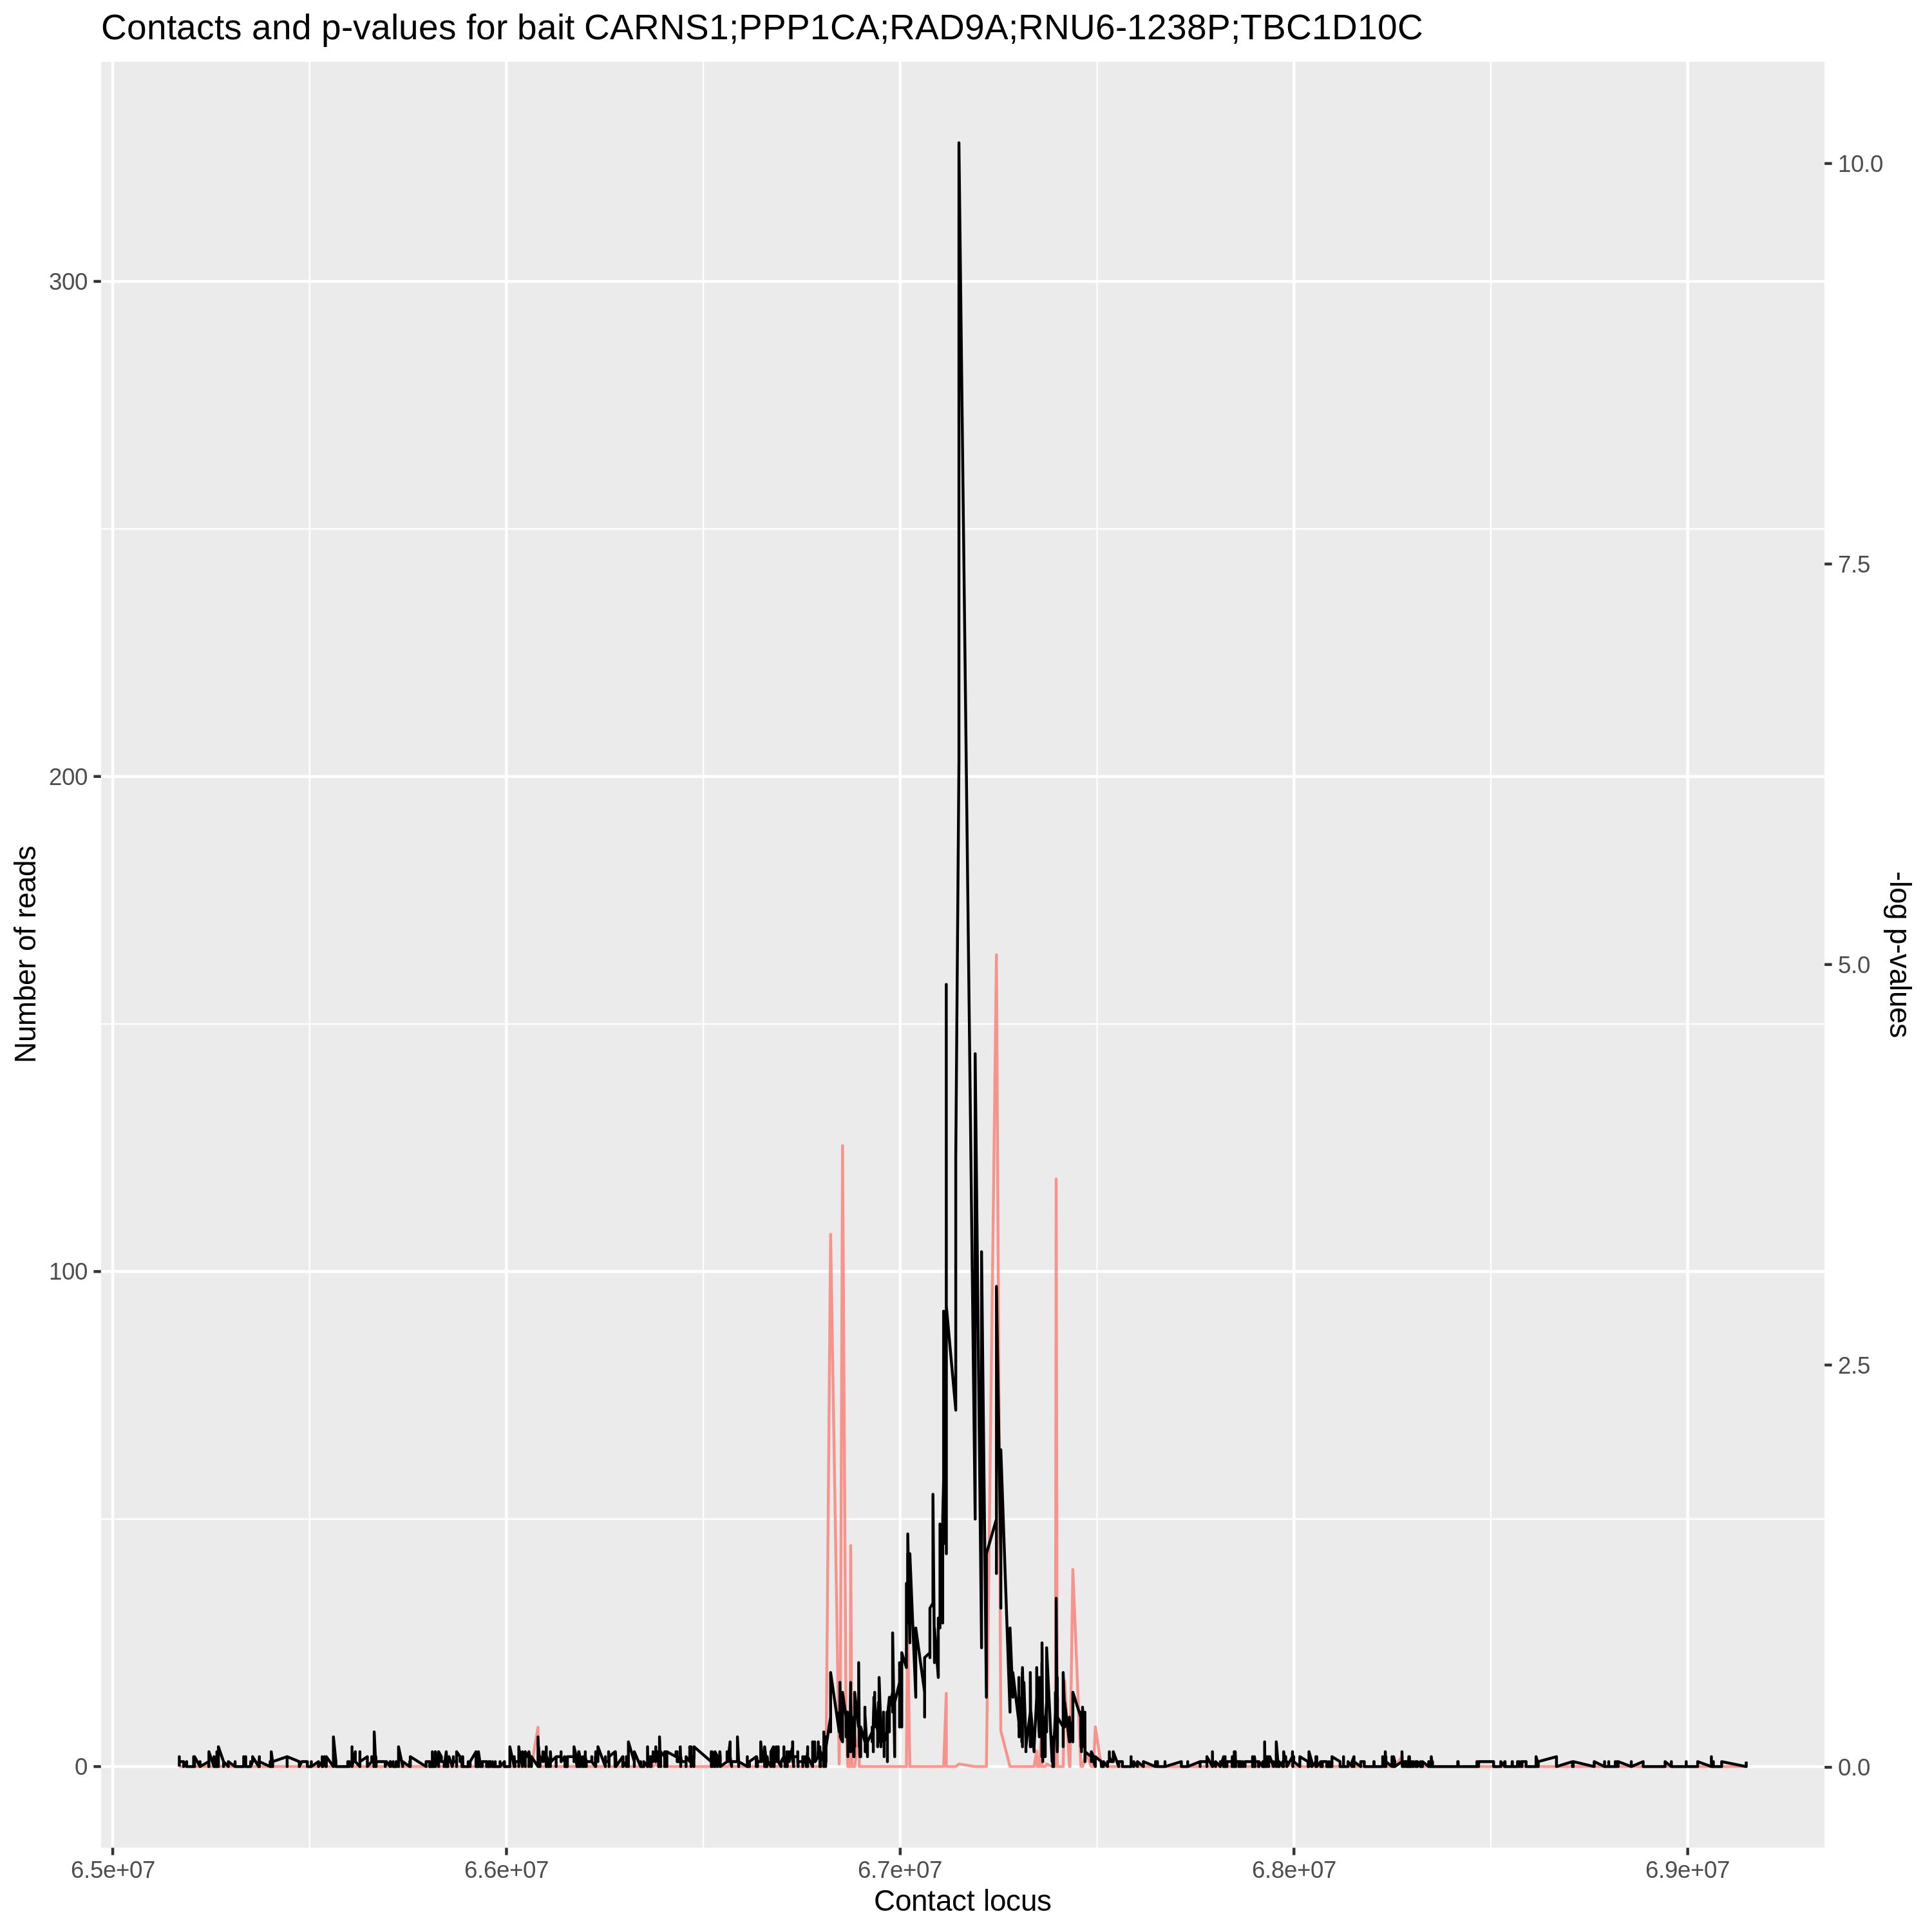 Contacts and p-values for bait CARNS1;PPP1CA;RAD9A;RNU6-1238P;TBC1D10C
Number of reads
300
200
100
0
10.0
7.5
5.0
2.5
0.0
-log p-values
6.5e+07 6.6e+07 6.7e+07 6.8e+07 6.9e+07
Contact locus